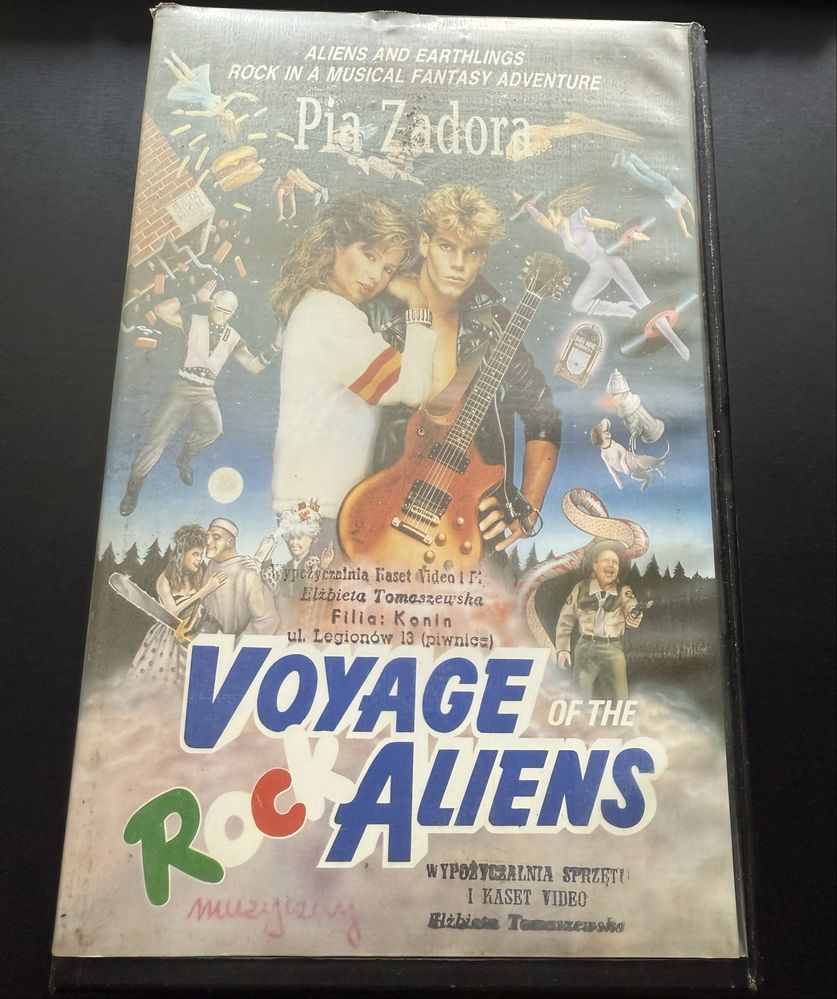 ALIENS AND EARTHLINGS
ROCK IN A MUSICAL FANTASY ADVENTURE
Pia Zadora
Wypożyczalnia Kaset Video i
Elżbieta Tomaszewska
Filia: Konin
ul. Legionów 13 (piwnica)
VOYAGE
OF THE
ROCK ALIENS
WYPOŻYCZALNIA SPRZĘTU
I KASET VIDEO
Elżbieta Tomaszewska
muzyczny